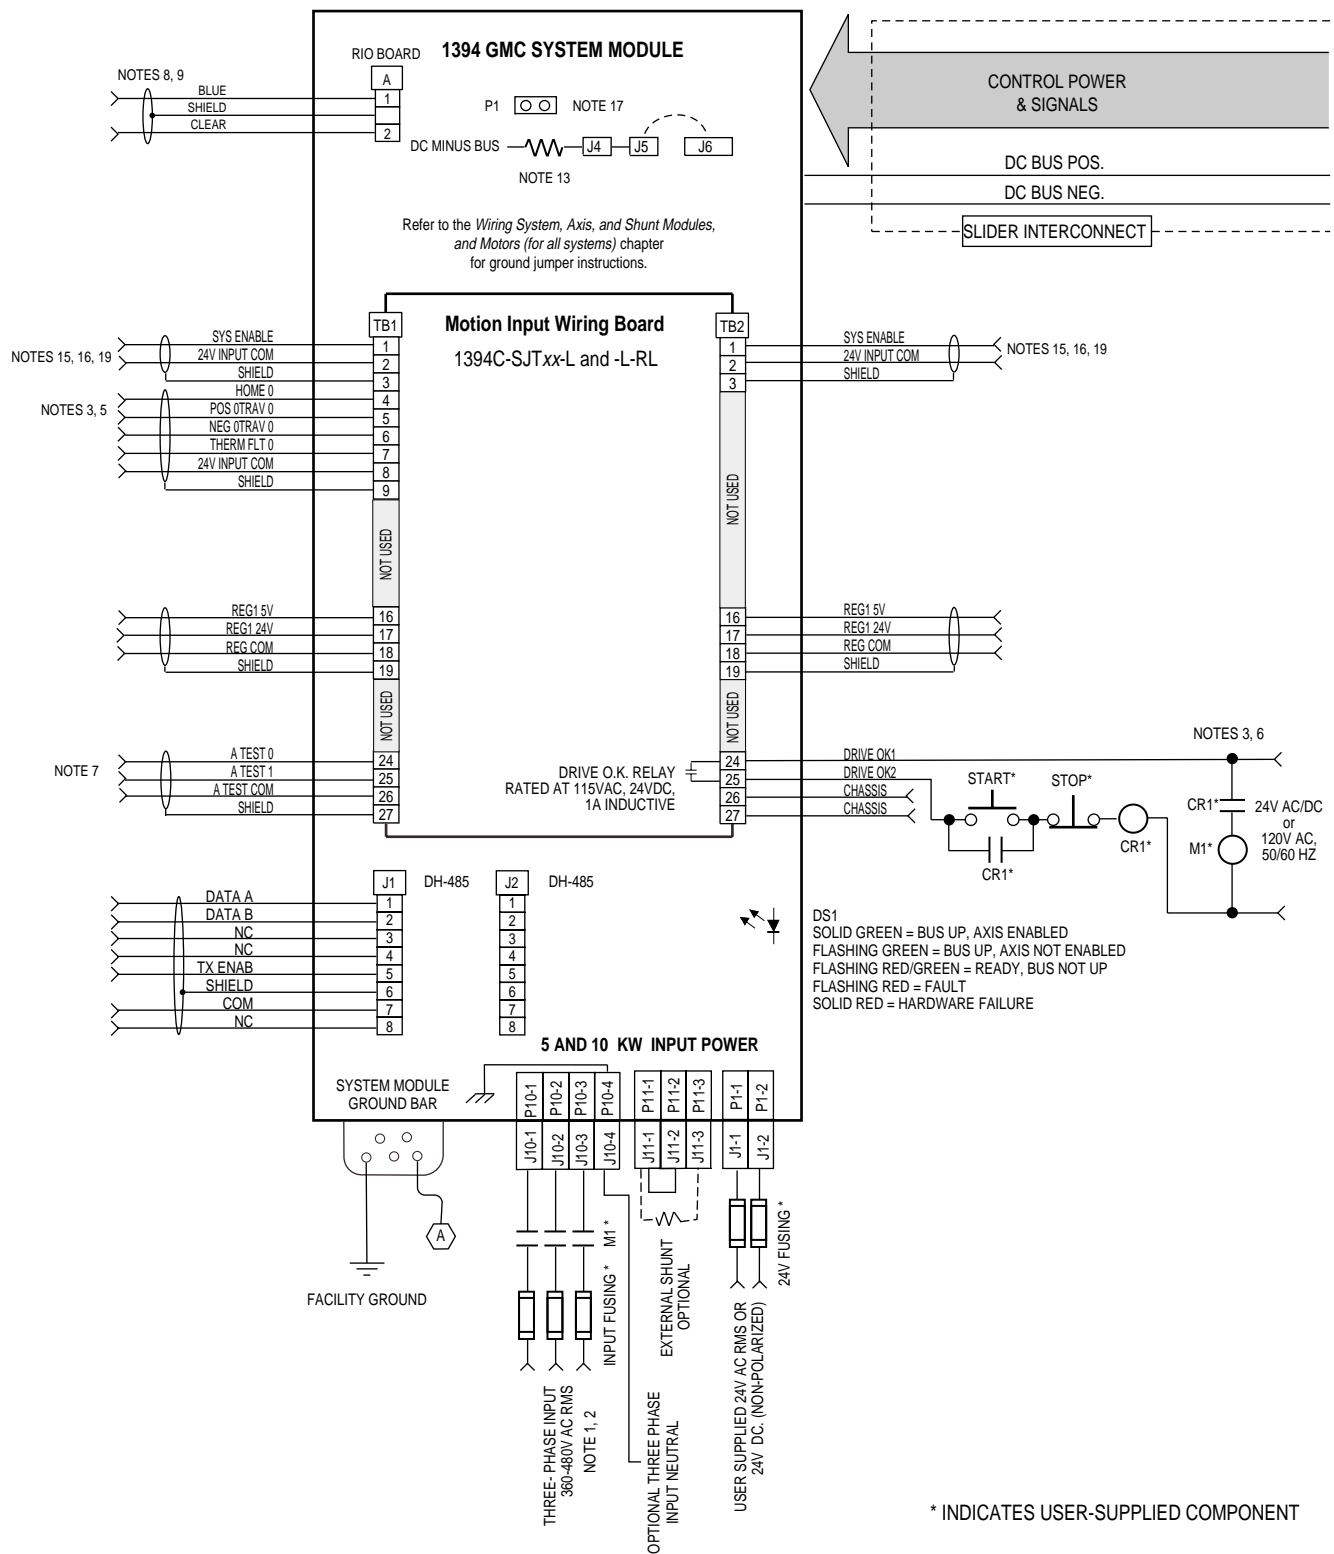 1394 GMC SYSTEM MODULE
RIO BOARD
A
1
2
NOTES 8, 9
BLUE
SHIELD
CLEAR
P1
NOTE 17
DC MINUS BUS
J4
J5
J6
NOTE 13
Refer to the Wiring System, Axis, and Shunt Modules,
and Motors (for all systems) chapter
for ground jumper instructions.
CONTROL POWER
& SIGNALS
DC BUS POS.
DC BUS NEG.
SLIDER INTERCONNECT
Motion Input Wiring Board
1394C-SJTxx-L and -L-RL
TB1
1
2
3
4
5
6
7
8
9
NOT USED
16
17
18
19
NOT USED
24
25
26
27
NOTES 15, 16, 19
SYS ENABLE
24V INPUT COM
SHIELD
NOTES 3, 5
HOME 0
POS 0TRAV 0
NEG 0TRAV 0
THERM FLT 0
24V INPUT COM
SHIELD
REG1 5V
REG1 24V
REG COM
SHIELD
NOTE 7
A TEST 0
A TEST 1
A TEST COM
SHIELD
TB2
1
2
3
NOT USED
16
17
18
19
NOT USED
24
25
26
27
SYS ENABLE
24V INPUT COM
SHIELD
NOTES 15, 16, 19
REG1 5V
REG1 24V
REG COM
SHIELD
DRIVE O.K. RELAY
RATED AT 115VAC, 24VDC,
1A INDUCTIVE
DRIVE OK1
DRIVE OK2
CHASSIS
CHASSIS
START*
STOP*
CR1*
CR1*
NOTES 3, 6
CR1*
M1*
24V AC/DC
or
120V AC,
50/60 HZ
J1
DH-485
1
2
3
4
5
6
7
8
DATA A
DATA B
NC
NC
TX ENAB
SHIELD
COM
NC
J2
DH-485
1
2
3
4
5
6
7
8
DS1
SOLID GREEN = BUS UP, AXIS ENABLED
FLASHING GREEN = BUS UP, AXIS NOT ENABLED
FLASHING RED/GREEN = READY, BUS NOT UP
FLASHING RED = FAULT
SOLID RED = HARDWARE FAILURE
5 AND 10 KW INPUT POWER
SYSTEM MODULE
GROUND BAR
P10-1
P10-2
P10-3
P10-4
P11-1
P11-2
P11-3
P1-1
P1-2
J10-1
J10-2
J10-3
J10-4
J11-1
J11-2
J11-3
J1-1
J1-2
A
FACILITY GROUND
M1 *
INPUT FUSING *
THREE- PHASE INPUT
360-480V AC RMS
NOTE 1, 2
OPTIONAL THREE PHASE
INPUT NEUTRAL
EXTERNAL SHUNT
OPTIONAL
24V FUSING *
USER SUPPLIED 24V AC RMS OR
24V DC. (NON-POLARIZED)
* INDICATES USER-SUPPLIED COMPONENT